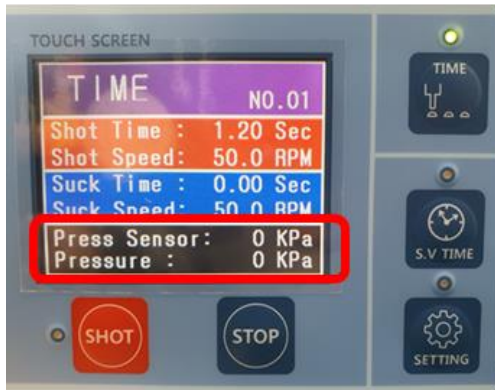 TOUCH SCREEN
TIME
NO.01
Shot Time : 1.20 Sec
Shot Speed: 50.0 RPM
Suck Time : 0.00 Sec
Suck Speed: 50.0 RPM
Press Sensor: 0 KPa
Pressure : 0 KPa
SHOT
STOP
TIME
S.V TIME
SETTING